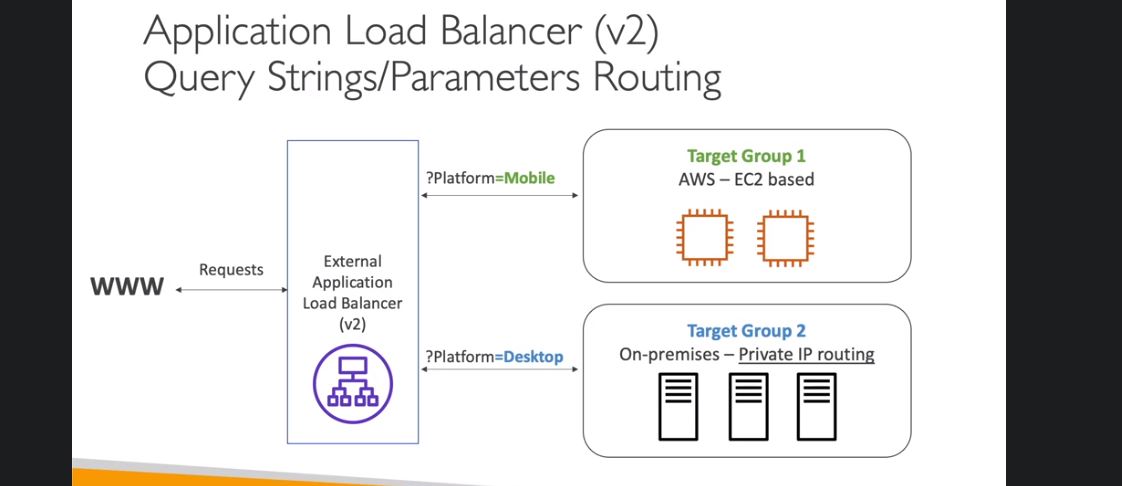 Application Load Balancer (v2)
Query Strings/Parameters Routing
WWW
Requests
External
Application
Load Balancer
(v2)
?Platform=Mobile
Target Group 1
AWS – EC2 based
?Platform=Desktop
Target Group 2
On-premises – Private IP routing